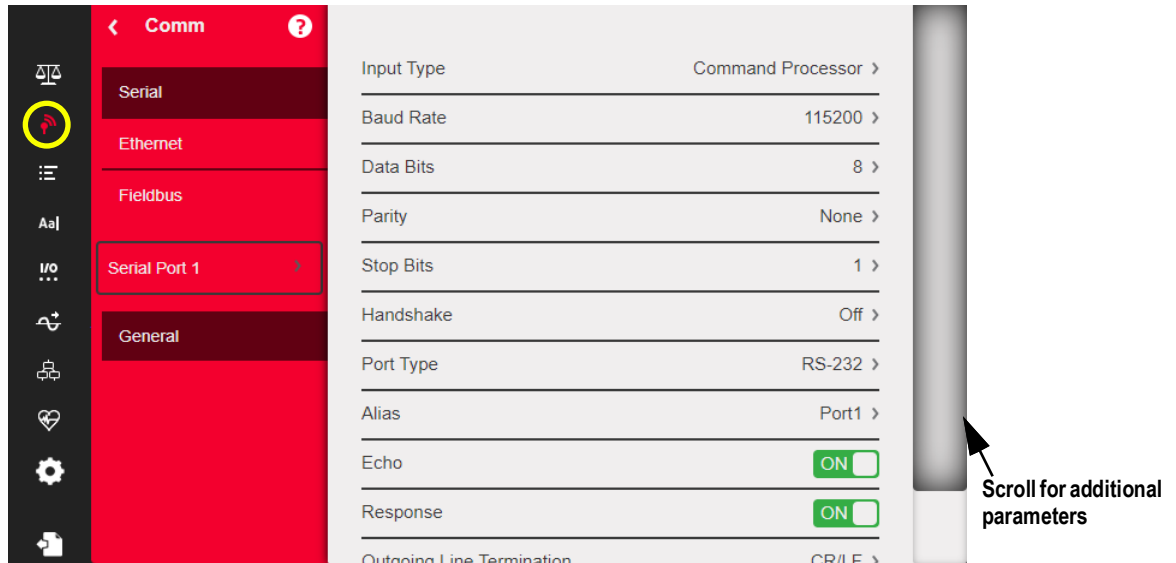 Comm
?
Serial
Ethernet
Fieldbus
Aa
I/O
Serial Port 1
General
Input Type Command Processor
Baud Rate 115200
Data Bits 8
Parity None
Stop Bits 1
Handshake Off
Port Type RS-232
Alias Port1
Echo ON
Response ON
Outgoing Line Termination CR/LF
Scroll for additional
parameters